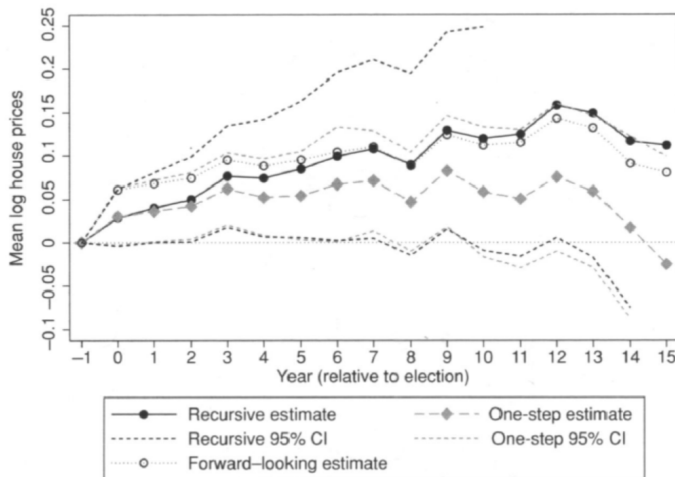 0.25
0.2
0.15
0.1
0.05
0
−0.05
−0.1
Mean log house prices
−1 0 1 2 3 4 5 6 7 8 9 10 11 12 13 14 15
Year (relative to election)
Recursive estimate
One-step estimate
Recursive 95% CI
One-step 95% CI
Forward–looking estimate